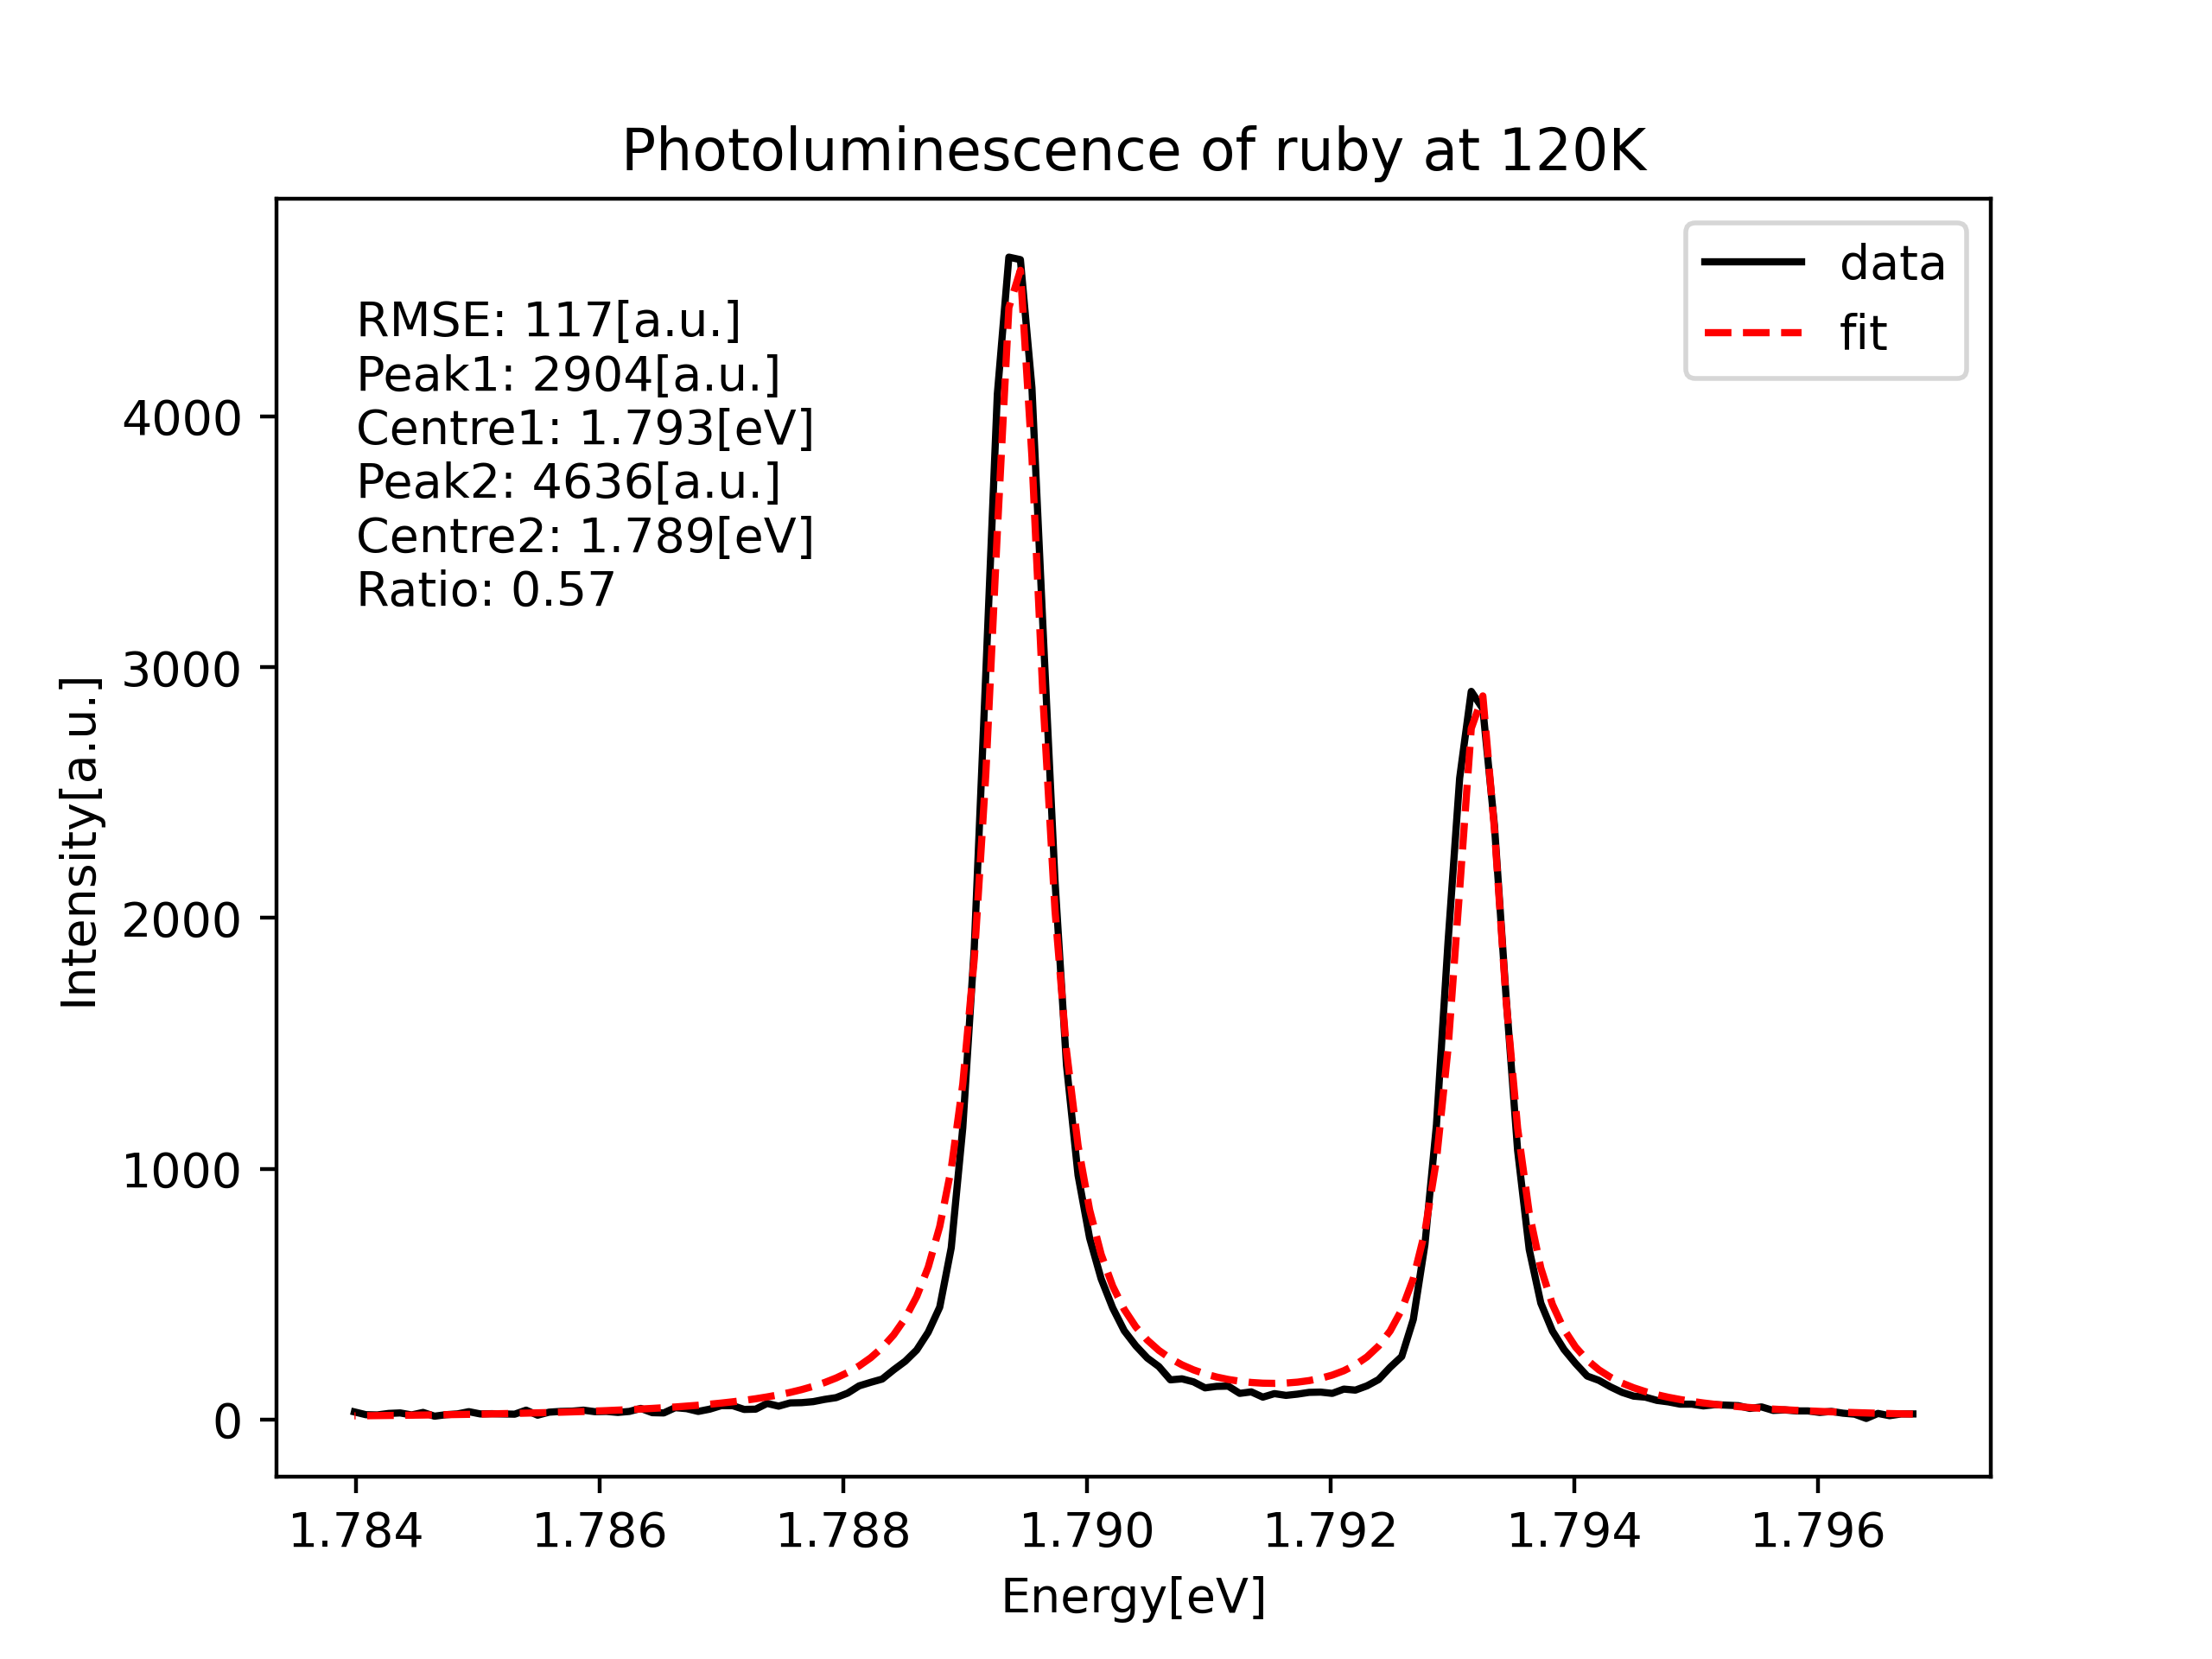 Photoluminescence of ruby at 120K
data
fit
RMSE: 117[a.u.]
Peak1: 2904[a.u.]
Centre1: 1.793[eV]
Peak2: 4636[a.u.]
Centre2: 1.789[eV]
Ratio: 0.57
4000
3000
2000
1000
0
Intensity[a.u.]
1.784 1.786 1.788 1.790 1.792 1.794 1.796
Energy[eV]